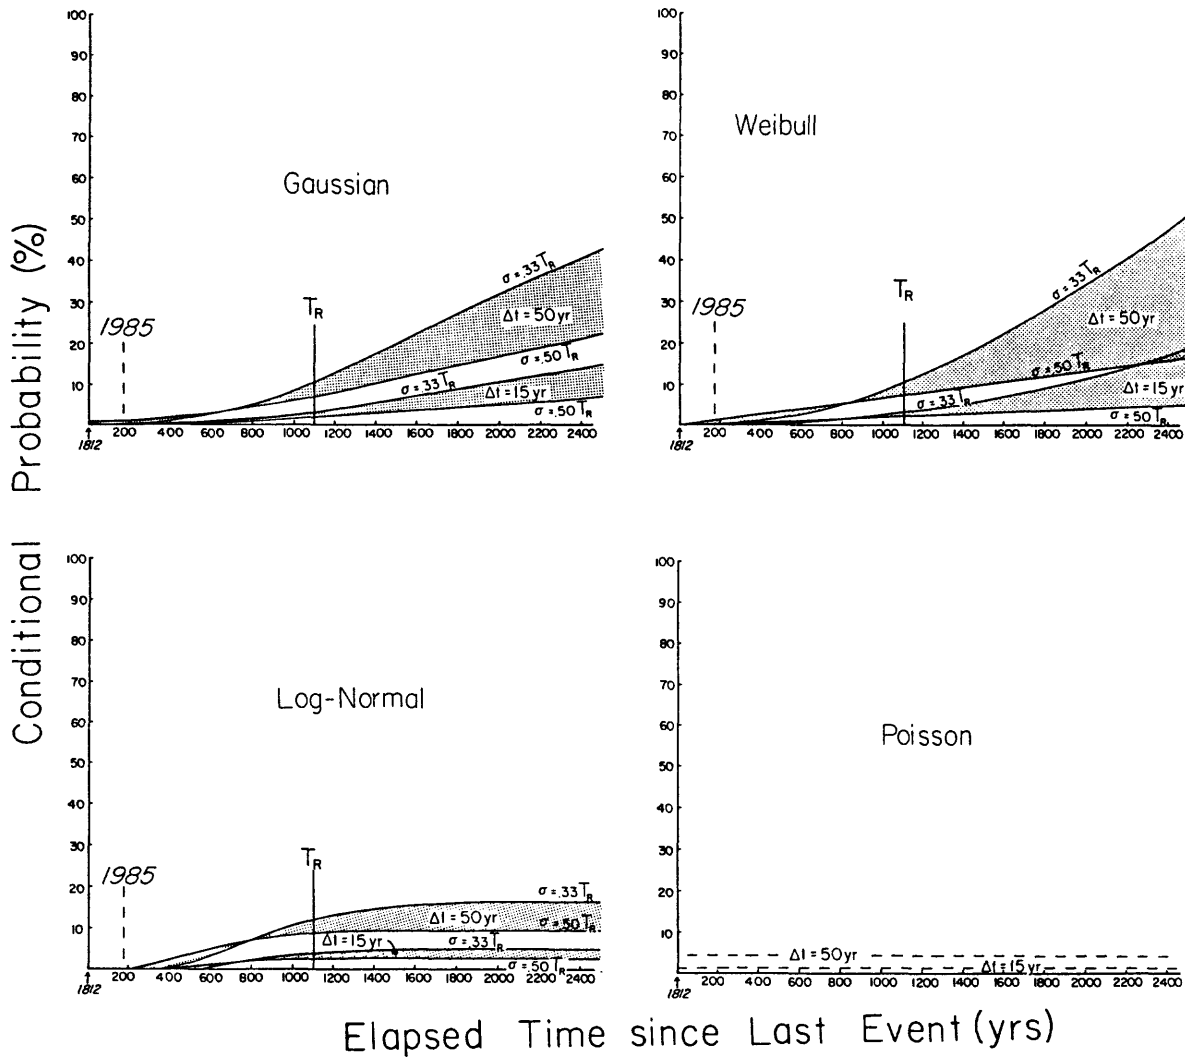 Conditional Probability (%)
100
90
80
70
60
50
40
30
20
10
Gaussian
σ = .33 T_R
Δt = 50 yr
σ = .50 T_R
σ = .33 T_R
Δt = 15 yr
σ = .50 T_R
T_R
1985
200 400 600 800 1000 1200 1400 1600 1800 2000 2200 2400
1812
100
90
80
70
60
50
40
30
20
10
Weibull
σ = .33 T_R
Δt = 50 yr
σ = .50 T_R
σ = .33 T_R
Δt = 15 yr
σ = .50 T_R
T_R
1985
200 400 600 800 1000 1200 1400 1600 1800 2000 2200 2400
1812
100
90
80
70
60
50
40
30
20
10
Log-Normal
σ = .33 T_R
Δt = 50 yr
σ = .50 T_R
Δt = 15 yr
σ = .33 T_R
σ = .50 T_R
T_R
1985
200 400 600 800 1000 1200 1400 1600 1800 2000 2200 2400
1812
100
90
80
70
60
50
40
30
20
10
Poisson
Δt = 50 yr
Δt = 15 yr
200 400 600 800 1000 1200 1400 1600 1800 2000 2200 2400
1812
Elapsed Time since Last Event (yrs)